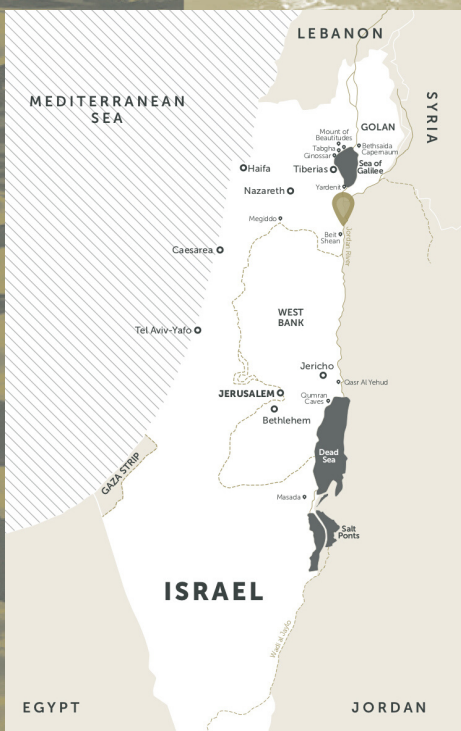 LEBANON
MEDITERRANEAN
SEA
SYRIA
GOLAN
Mount of
Beautitudes
Tabgha
Ginossar
Bethsaida
Capernaum
Sea of
Galilee
Haifa
Tiberias
Nazareth
Yardenit
Megiddo
Beit
Shean
Jordan River
Caesarea
WEST
BANK
Tel Aviv-Yafo
Jericho
Qasr Al Yehud
JERUSALEM
Qumran
Caves
Bethlehem
Dead
Sea
GAZA STRIP
Masada
Salt
Ponts
ISRAEL
Wadi al Jayb
EGYPT
JORDAN